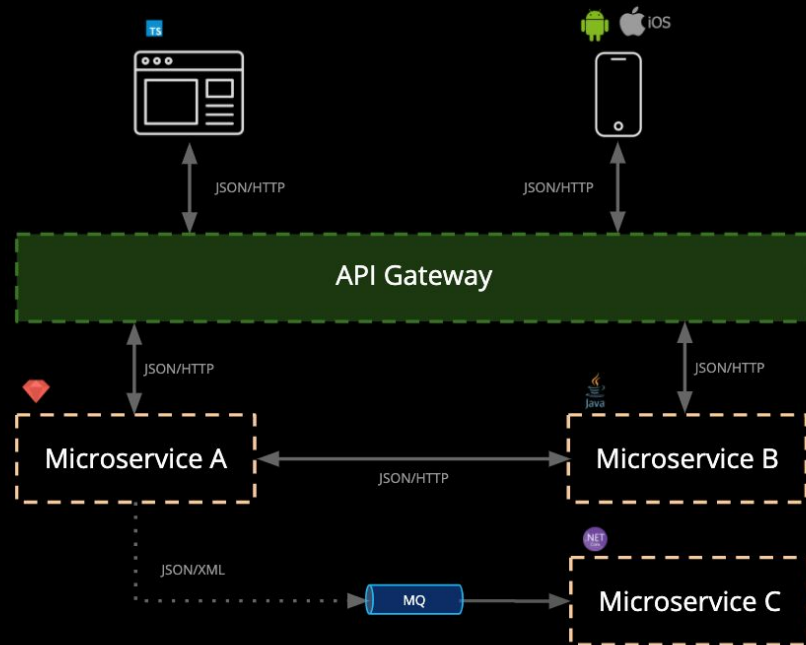 TS
iOS
JSON/HTTP
JSON/HTTP
API Gateway
JSON/HTTP
JSON/HTTP
Java
Microservice A
Microservice B
JSON/HTTP
.NET
Core
JSON/XML
MQ
Microservice C